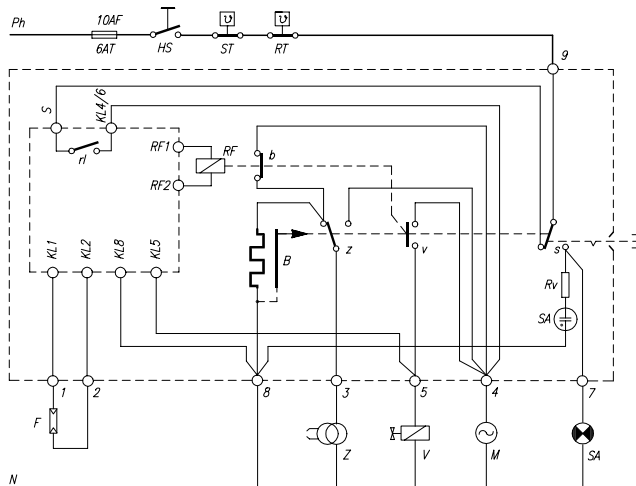 Ph
10AF
6AT
HS
ST
RT
9
S
KL4/6
rl
RF1
RF
RF2
b
KL1
KL2
KL8
KL5
B
z
v
s
Rv
SA
1
2
8
3
5
4
7
F
Z
V
M
SA
N